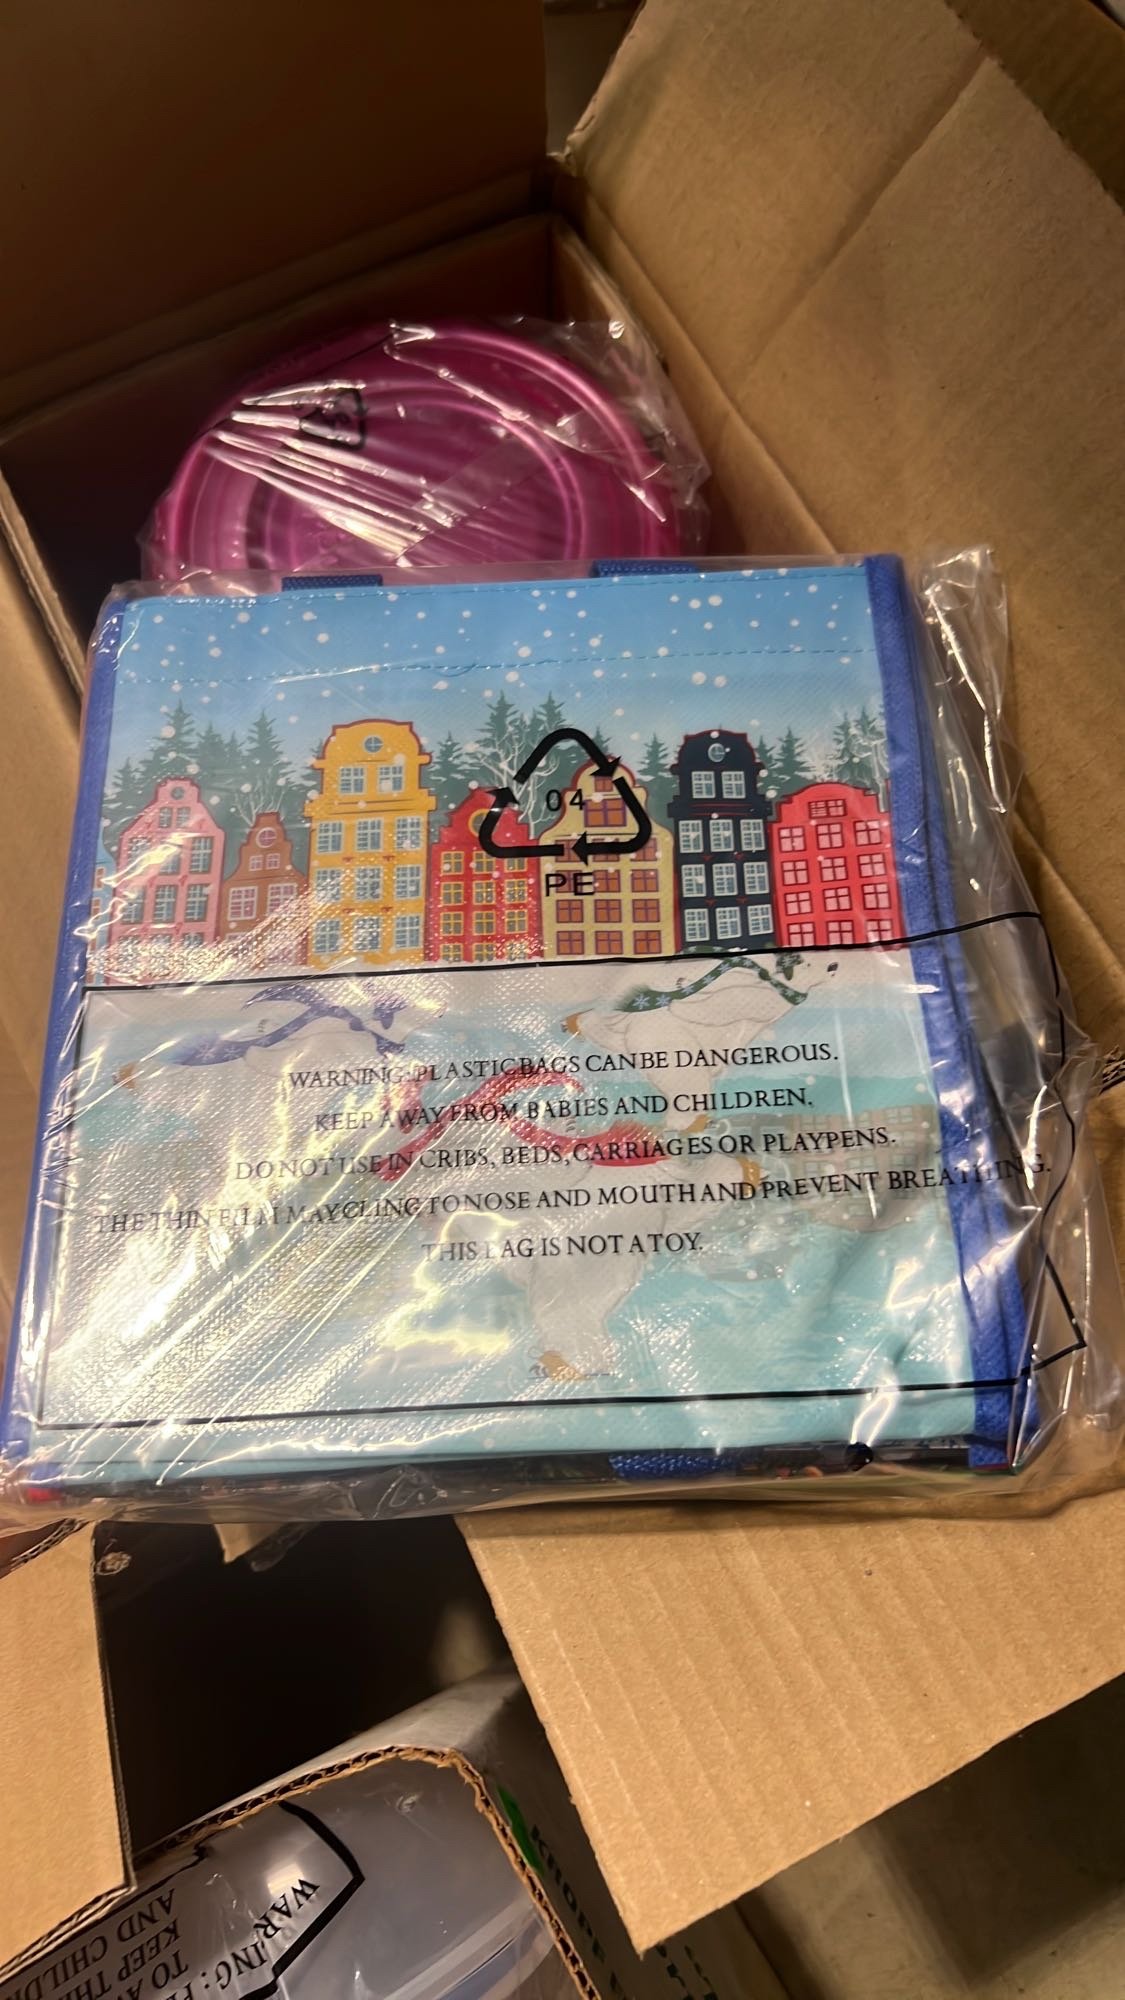 04
PE
WARNING: PLASTIC BAGS CAN BE DANGEROUS.
KEEP AWAY FROM BABIES AND CHILDREN,
DO NOT USE IN CRIBS, BEDS, CARRIAGES OR PLAYPENS.
THE THIN FILM MAY CLING TO NOSE AND MOUTH AND PREVENT BREATHING.
THIS BAG IS NOT A TOY.
WARNING:
TO
KEEP THI
AND CHILD